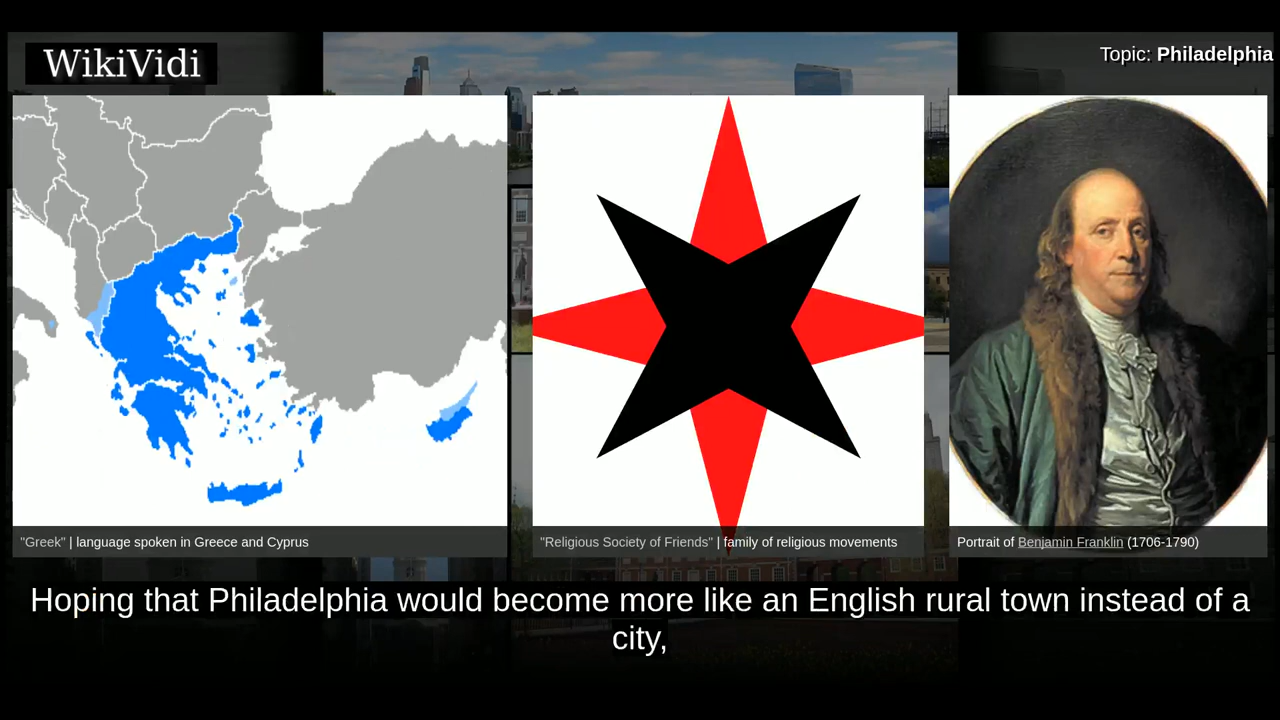 WikiVidi
Topic: Philadelphia
"Greek" | language spoken in Greece and Cyprus
"Religious Society of Friends" | family of religious movements
Portrait of Benjamin Franklin (1706-1790)
Hoping that Philadelphia would become more like an English rural town instead of a
city,